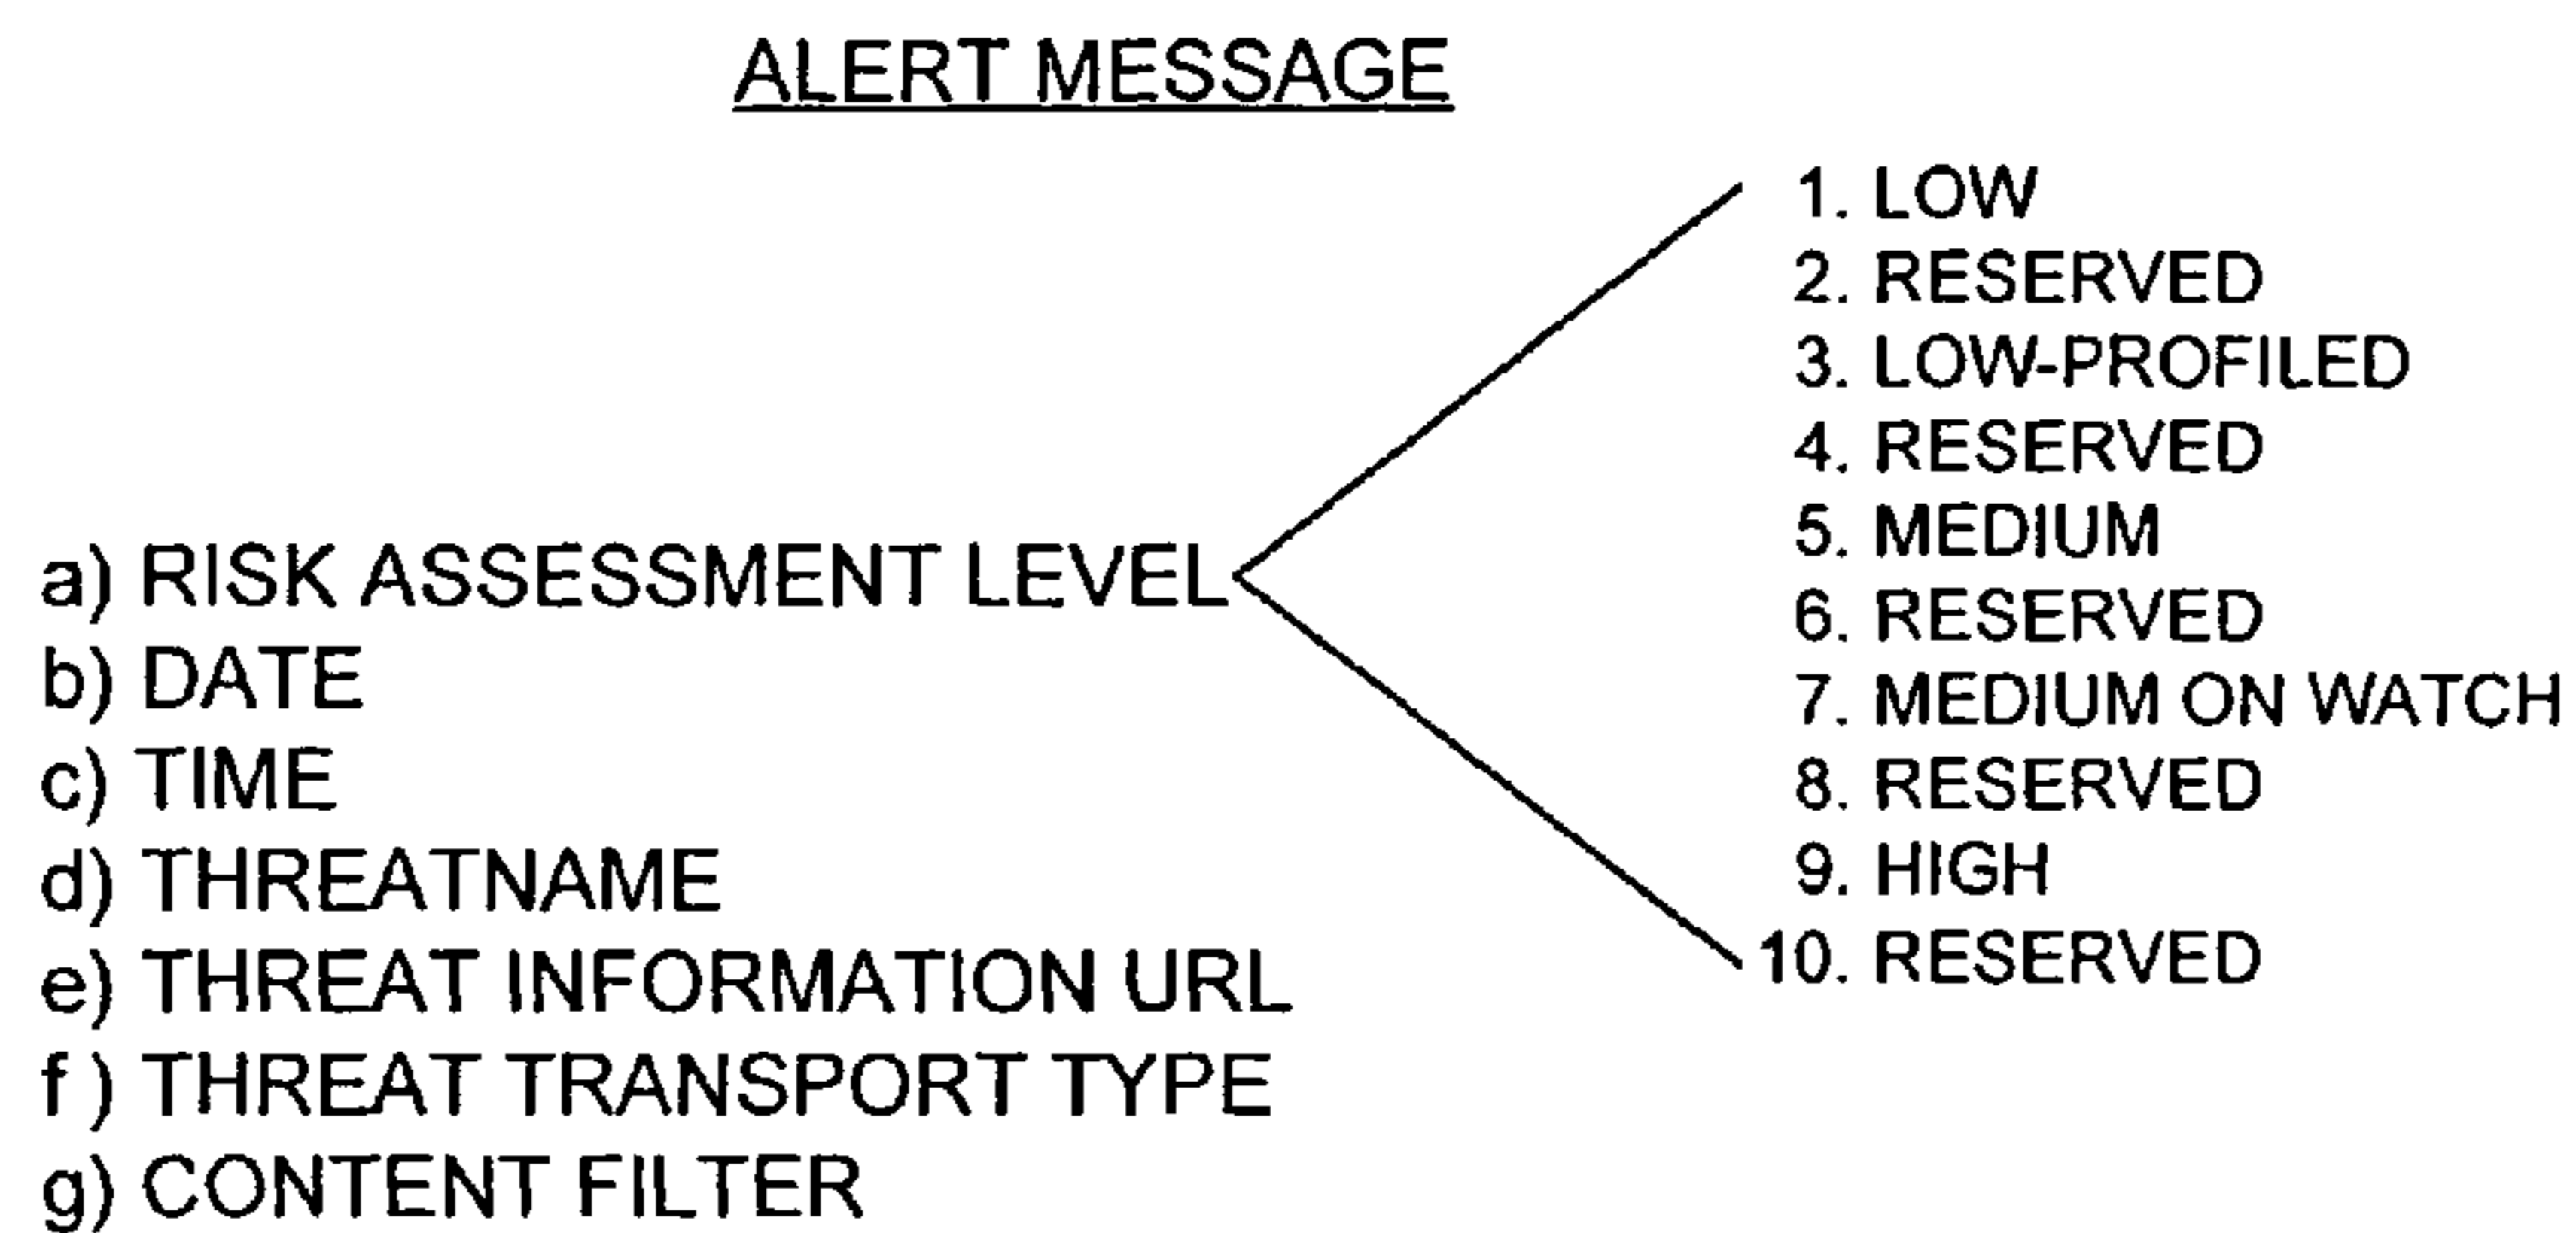 ALERT MESSAGE
a) RISK ASSESSMENT LEVEL
b) DATE
c) TIME
d) THREATNAME
e) THREAT INFORMATION URL
f ) THREAT TRANSPORT TYPE
g) CONTENT FILTER
1. LOW
2. RESERVED
3. LOW-PROFILED
4. RESERVED
5. MEDIUM
6. RESERVED
7. MEDIUM ON WATCH
8. RESERVED
9. HIGH
10. RESERVED